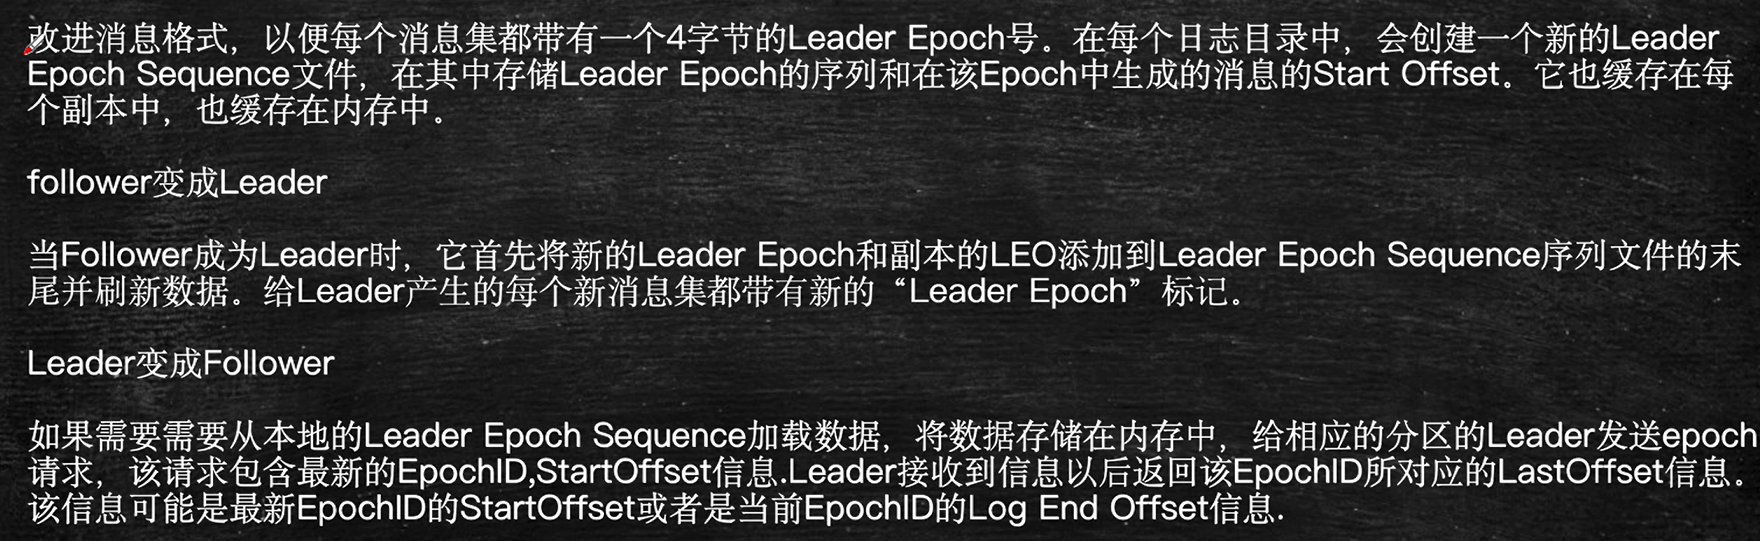 改进消息格式，以便每个消息集都带有一个4字节的Leader Epoch号。在每个日志目录中，会创建一个新的Leader
Epoch Sequence文件，在其中存储Leader Epoch的序列和在该Epoch中生成的消息的Start Offset。它也缓存在每
个副本中，也缓存在内存中。
follower变成Leader
当Follower成为Leader时，它首先将新的Leader Epoch和副本的LEO添加到Leader Epoch Sequence序列文件的末
尾并刷新数据。给Leader产生的每个新消息集都带有新的“Leader Epoch”标记。
Leader变成Follower
如果需要需要从本地的Leader Epoch Sequence加载数据，将数据存储在内存中，给相应的分区的Leader发送epoch
请求，该请求包含最新的EpochID,StartOffset信息.Leader接收到信息以后返回该EpochID所对应的LastOffset信息。
该信息可能是最新EpochID的StartOffset或者是当前EpochID的Log End Offset信息.